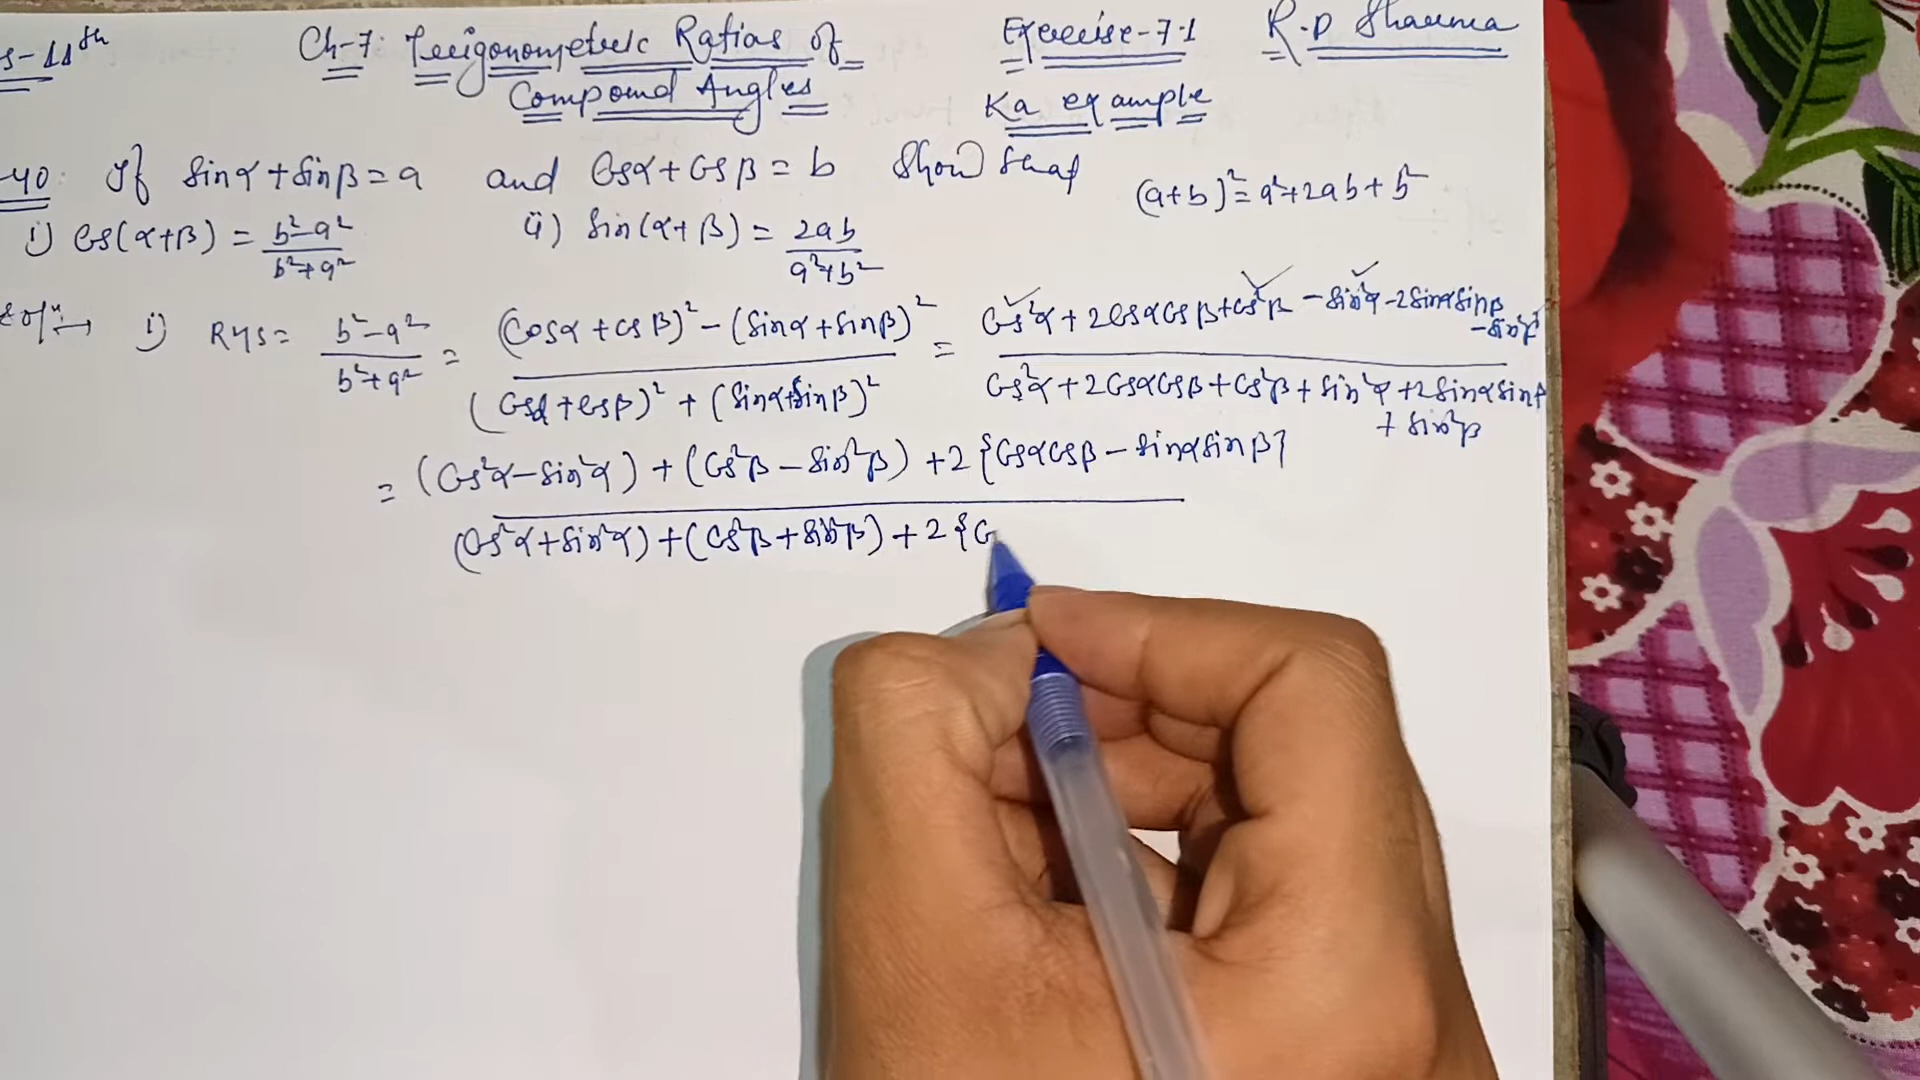 s-11th Ch-7: Trigonometric Ratios of Exercise-7.1 R.D Sharma
Compound Angles Ka example
-40: If Sinα+Sinβ=a and Cosα+Cosβ=b Show that (a+b)²=a²+2ab+b²
i) Cos(α+β) = b²-a²/b²+a² ii) Sin(α+β) = 2ab/a²+b²
Solⁿ:→ i) RHS = b²-a²/b²+a² = (Cosα+Cosβ)²-(Sinα+Sinβ)²/(Cosα+Cosβ)²+(Sinα+Sinβ)² = Cos²α+2CosαCosβ+Cos²β-Sin²α-2SinαSinβ-Sin²β/Cos²α+2CosαCosβ+Cos²β+Sin²α+2SinαSinβ+Sin²β
= (Cos²α-Sin²α)+(Cos²β-Sin²β)+2{CosαCosβ-SinαSinβ}
(Cos²α+Sin²α)+(Cos²β+Sin²β)+2{C